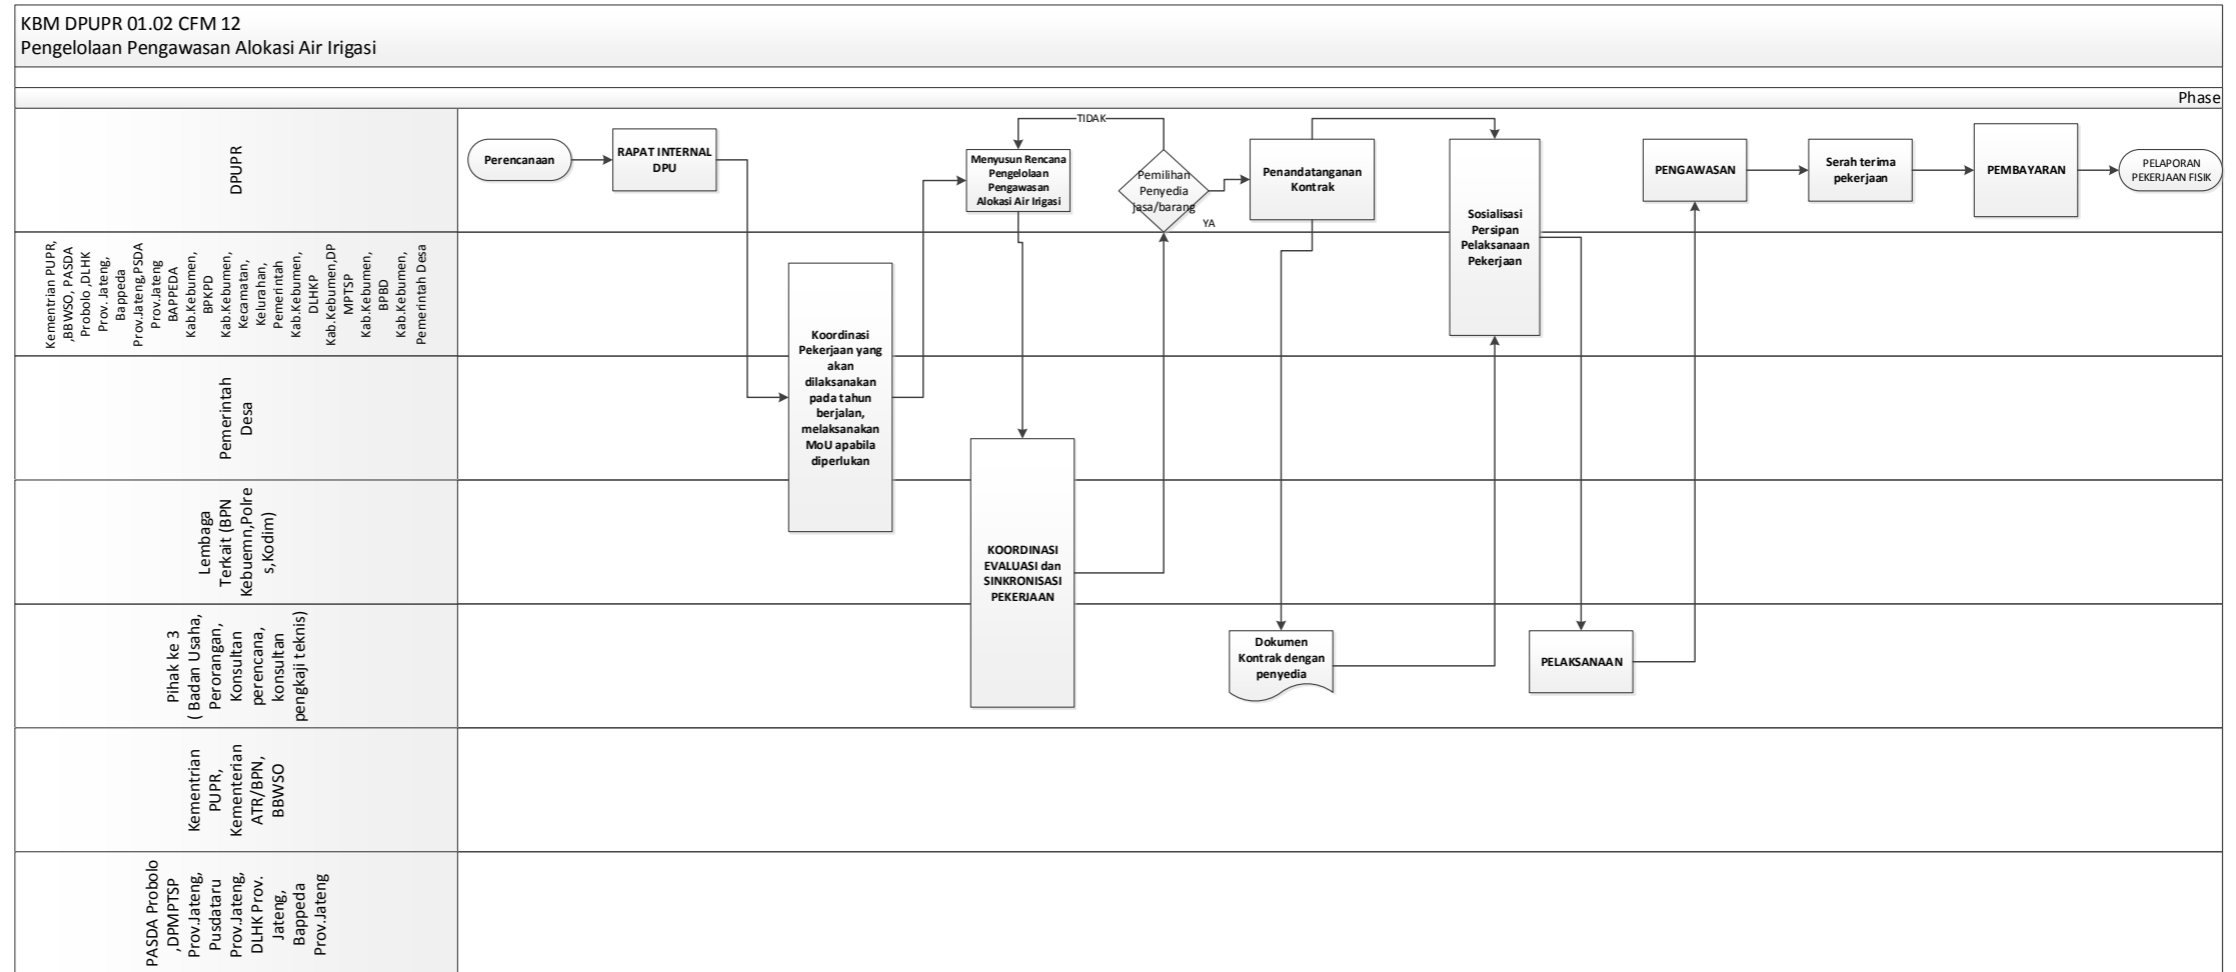 KBM DPUPR 01.02 CFM 12
Pengelolaan Pengawasan Alokasi Air Irigasi
Phase
DPUPR
Perencanaan
RAPAT INTERNAL
DPU
TIDAK
Menyusun Rencana
Pengelolaan
Pengawasan
Alokasi Air Irigasi
Pemilihan
Penyedia
jasa/barang
YA
Penandatanganan
Kontrak
Sosialisasi
Persipan
Pelaksanaan
Pekerjaan
PENGAWASAN
Serah terima
pekerjaan
PEMBAYARAN
PELAPORAN
PEKERJAAN FISIK
Kementrian PUPR,
,BBWSO, PASDA
Probolo ,DLHK
Prov. Jateng,
Bappeda
Prov.Jateng,PSDA
Prov.Jateng
BAPPEDA
Kab.Kebumen,
BPKPD
Kab.Kebumen,
Kecamatan,
Kelurahan,
Pemerintah
Kab.Kebumen,
DLHKP
Kab.Kebumen,DP
MPTSP
Kab.Kebumen,
BPBD
Kab.Kebumen,
Pemerintah Desa
Koordinasi
Pekerjaan yang
akan
dilaksanakan
pada tahun
berjalan,
melaksanakan
MoU apabila
diperlukan
Pemerintah
Desa
Lembaga
Terkait (BPN
Kebuemn,Polre
s,Kodim)
KOORDINASI
EVALUASI dan
SINKRONISASI
PEKERJAAN
Pihak ke 3
( Badan Usaha,
Perorangan,
Konsultan
perencana,
konsultan
pengkaji teknis)
Dokumen
Kontrak dengan
penyedia
PELAKSANAAN
Kementrian
PUPR,
Kementerian
ATR/BPN,
BBWSO
PASDA Probolo
,DPMPTSP
Prov.Jateng,
Pusdataru
Prov.Jateng,
DLHK Prov.
Jateng,
Bappeda
Prov.Jateng